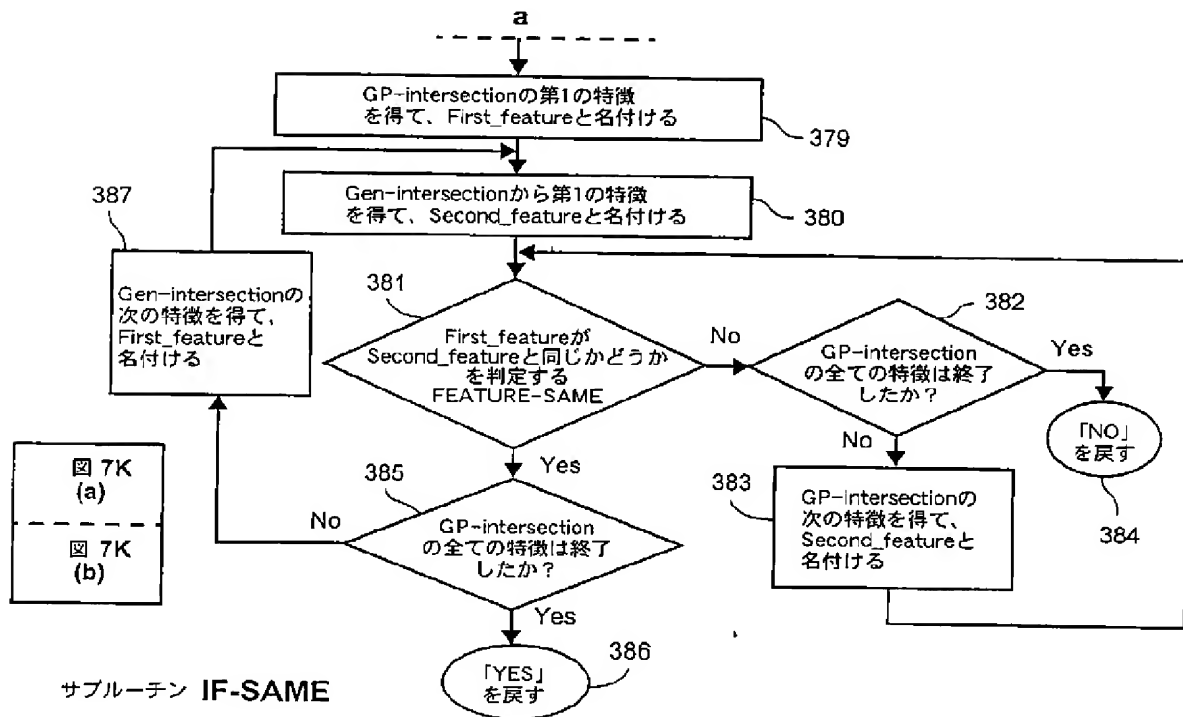 a
GP-intersectionの第1の特徴
を得て、First_featureと名付ける
379
387
Gen-intersectionから第1の特徴
を得て、Second_featureと名付ける
380
Gen-intersectionの
次の特徴を得て、
First_featureと
名付ける
381
First_featureが
Second_featureと同じかどうか
を判定する
FEATURE-SAME
No
382
GP-intersection
の全ての特徴は終了
したか？
Yes
「NO」
を戻す
384
No
383
GP-intersectionの
次の特徴を得て、
Second_featureと
名付ける
Yes
385
No
GP-intersection
の全ての特徴は終了
したか？
Yes
「YES」
を戻す
386
図 7K
(a)
図 7K
(b)
サブルーチン IF-SAME